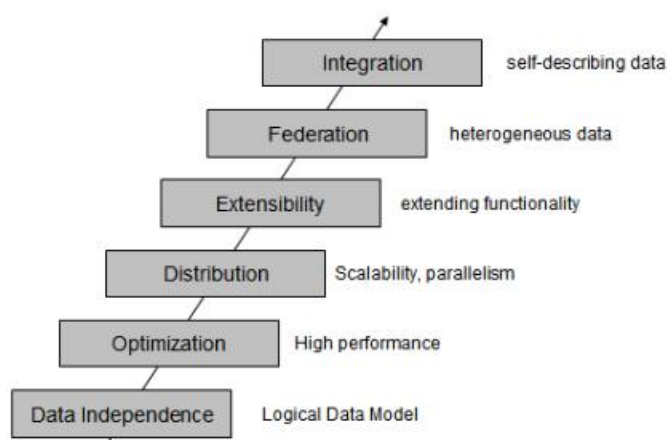 Integration self-describing data
Federation heterogeneous data
Extensibility extending functionality
Distribution Scalability, parallelism
Optimization High performance
Data Independence Logical Data Model